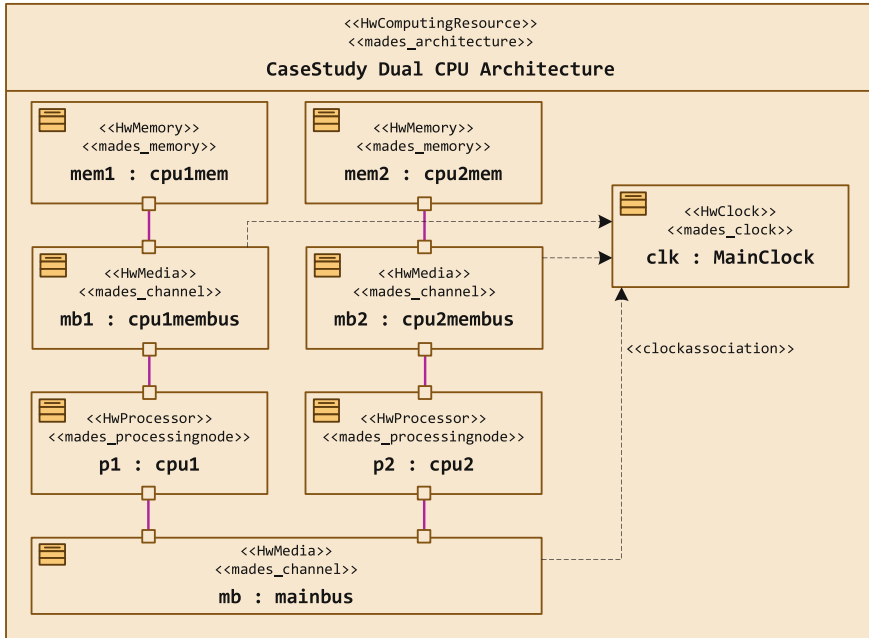 <<HwComputingResource>>
<<mades_architecture>>
CaseStudy Dual CPU Architecture
<<HwMemory>>
<<mades_memory>>
mem1 : cpu1mem
<<HwMemory>>
<<mades_memory>>
mem2 : cpu2mem
<<HwClock>>
<<mades_clock>>
clk : MainClock
<<HwMedia>>
<<mades_channel>>
mb1 : cpu1membus
<<HwMedia>>
<<mades_channel>>
mb2 : cpu2membus
<<clockassociation>>
<<HwProcessor>>
<<mades_processingnode>>
p1 : cpu1
<<HwProcessor>>
<<mades_processingnode>>
p2 : cpu2
<<HwMedia>>
<<mades_channel>>
mb : mainbus